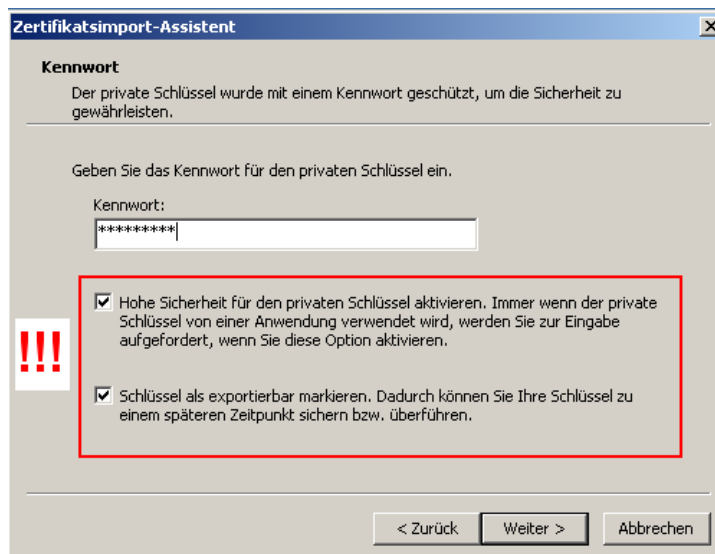 Zertifikatsimport-Assistent
Kennwort
Der private Schlüssel wurde mit einem Kennwort geschützt, um die Sicherheit zu
gewährleisten.
Geben Sie das Kennwort für den privaten Schlüssel ein.
Kennwort:
*********
Hohe Sicherheit für den privaten Schlüssel aktivieren. Immer wenn der private
Schlüssel von einer Anwendung verwendet wird, werden Sie zur Eingabe
aufgefordert, wenn Sie diese Option aktivieren.
!!!
Schlüssel als exportierbar markieren. Dadurch können Sie Ihre Schlüssel zu
einem späteren Zeitpunkt sichern bzw. überführen.
< Zurück Weiter > Abbrechen